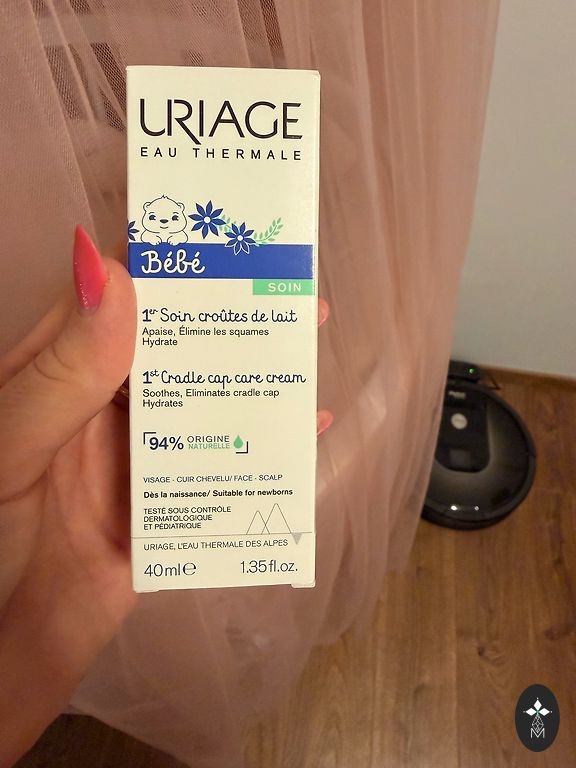 URIAGE
EAU THERMALE
Bébé
SOIN
1er Soin croûtes de lait
Apaise, Élimine les squames
Hydrate
1st Cradle cap care cream
Soothes, Eliminates cradle cap
Hydrates
94% ORIGINE
NATURELLE
VISAGE - CUIR CHEVELU/ FACE - SCALP
Dès la naissance/ Suitable for newborns
TESTÉ SOUS CONTRÔLE
DERMATOLOGIQUE
ET PÉDIATRIQUE
URIAGE, L'EAU THERMALE DES ALPES
40 ml e 1.35 fl.oz.
M